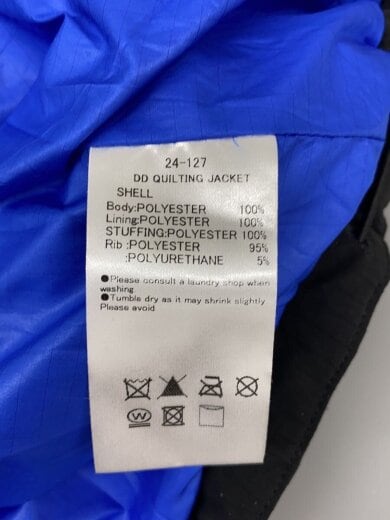 24-127
DD QUILTING JACKET
SHELL
Body:POLYESTER 100%
Lining:POLYESTER 100%
STUFFING:POLYESTER 100%
Rib :POLYESTER 95%
:POLYURETHANE 5%
●Please consult a laundry shop when
washing.
●Tumble dry as it may shrink slightly
Please avoid
W